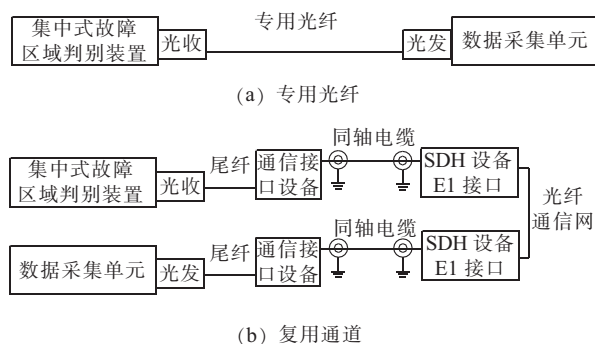 专用光纤
集中式故障
区域判别装置
光收
光发
数据采集单元
(a) 专用光纤
同轴电缆
集中式故障
区域判别装置
光收
尾纤
通信接
口设备
SDH 设备
E1 接口
光纤
通信网
同轴电缆
数据采集单元
光发
尾纤
通信接
口设备
SDH 设备
E1 接口
(b) 复用通道